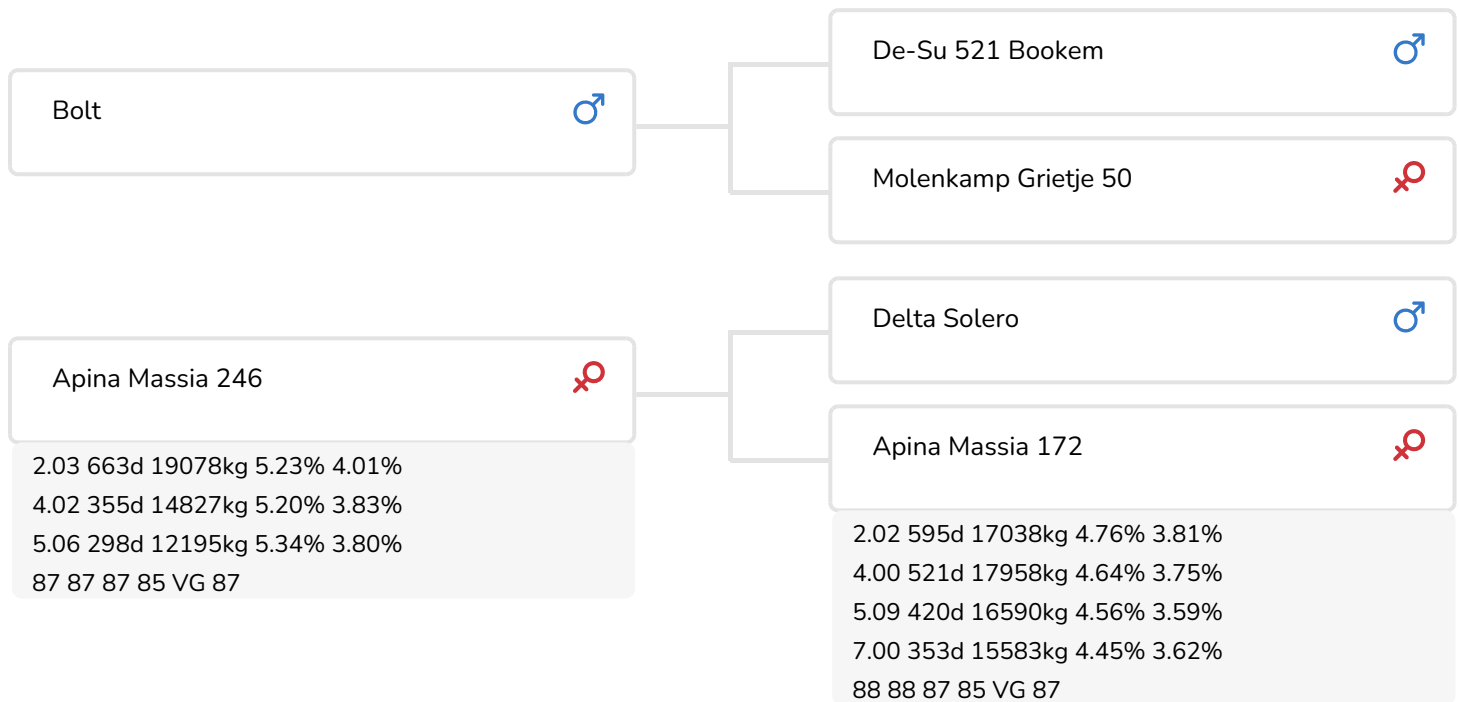 De-Su 521 Bookem
Bolt
Molenkamp Grietje 50
Delta Solero
Apina Massia 246
2.03 663d 19078kg 5.23% 4.01%
4.02 355d 14827kg 5.20% 3.83%
5.06 298d 12195kg 5.34% 3.80%
87 87 87 85 VG 87
Apina Massia 172
2.02 595d 17038kg 4.76% 3.81%
4.00 521d 17958kg 4.64% 3.75%
5.09 420d 16590kg 4.56% 3.59%
7.00 353d 15583kg 4.45% 3.62%
88 88 87 85 VG 87